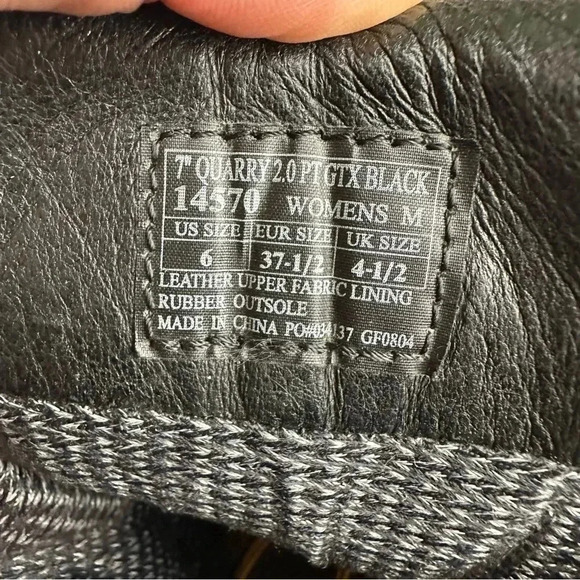 7" QUARRY 2.0 PT GTX BLACK
14570 WOMENS M
US SIZE EUR SIZE UK SIZE
6 37-1/2 4-1/2
LEATHER UPPER FABRIC LINING
RUBBER OUTSOLE
MADE IN CHINA PO#034137 GF0804